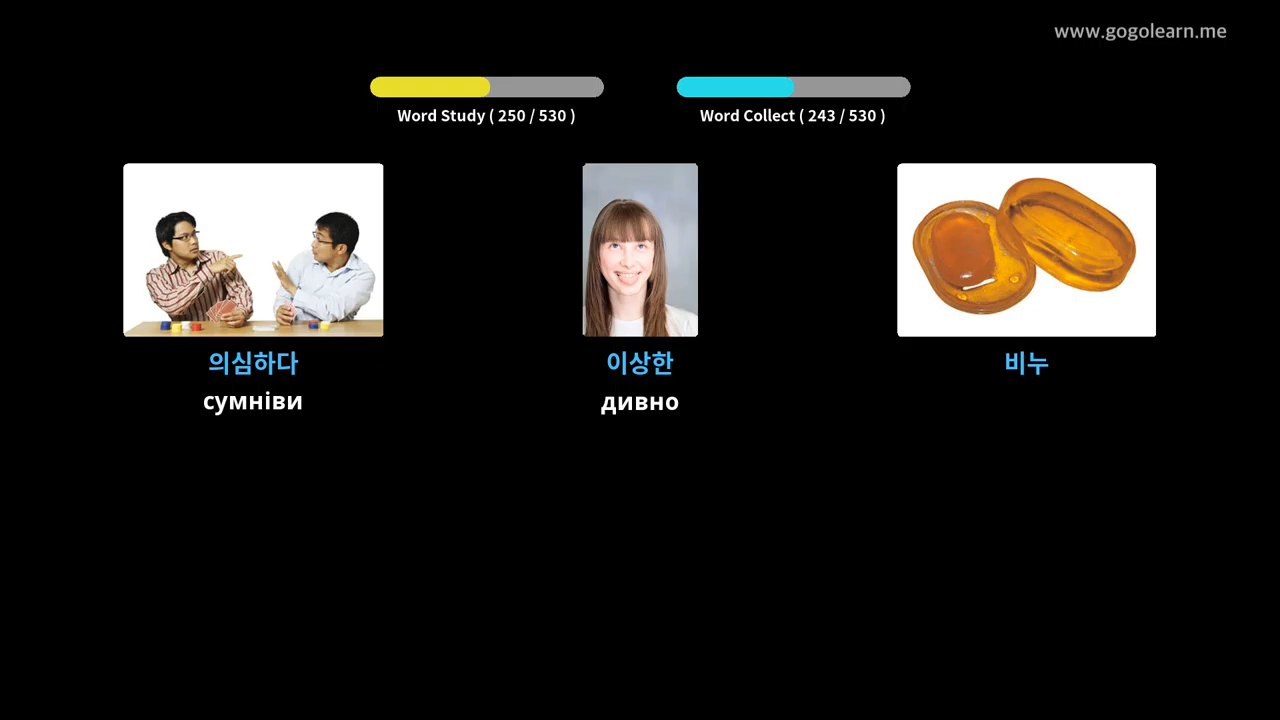 www.gogolearn.me
Word Study ( 250 / 530 )
Word Collect ( 243 / 530 )
의심하다
이상한
비누
сумніви
дивно